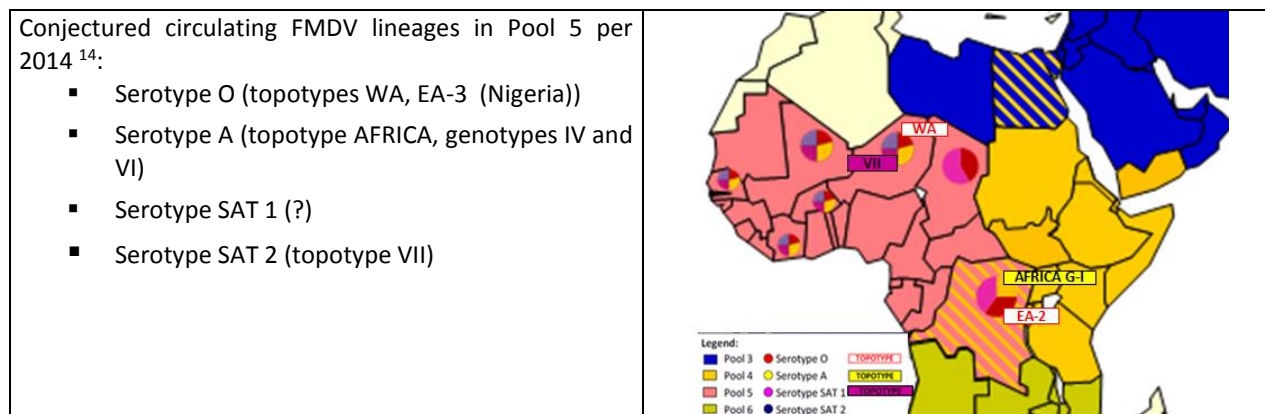 Conjectured circulating FMDV lineages in Pool 5 per
2014 14:
▪ Serotype O (topotypes WA, EA-3 (Nigeria))
▪ Serotype A (topotype AFRICA, genotypes IV and
VI)
▪ Serotype SAT 1 (?)
▪ Serotype SAT 2 (topotype VII)
WA
VII
AFRICA G-I
EA-2
Legend:
Pool 3 Serotype O TOPOTYPE
Pool 4 Serotype A TOPOTYPE
Pool 5 Serotype SAT 1 TOPOTYPE
Pool 6 Serotype SAT 2